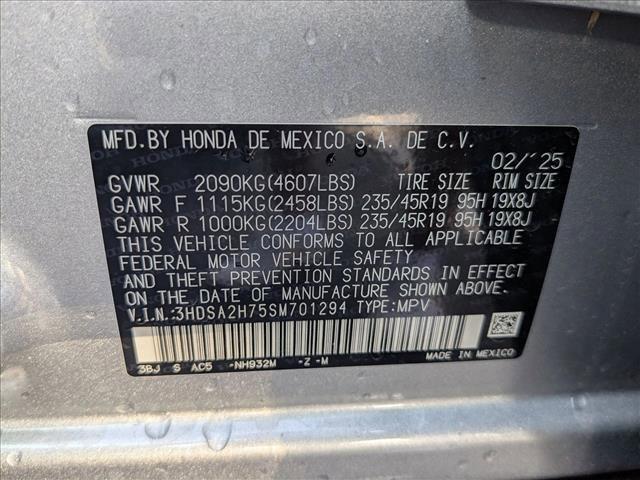 MFD.BY HONDA DE MEXICO S.A. DE C.V.
02/'25
GVWR 2090KG(4607LBS) TIRE SIZE RIM SIZE
GAWR F 1115KG(2458LBS) 235/45R19 95H 19X8J
GAWR R 1000KG(2204LBS) 235/45R19 95H 19X8J
THIS VEHICLE CONFORMS TO ALL APPLICABLE
FEDERAL MOTOR VEHICLE SAFETY
AND THEFT PREVENTION STANDARDS IN EFFECT
ON THE DATE OF MANUFACTURE SHOWN ABOVE.
V.I.N.:3HDSA2H75SM701294 TYPE:MPV
3BJ S AC5 -NH932M -Z -M
MADE IN MEXICO